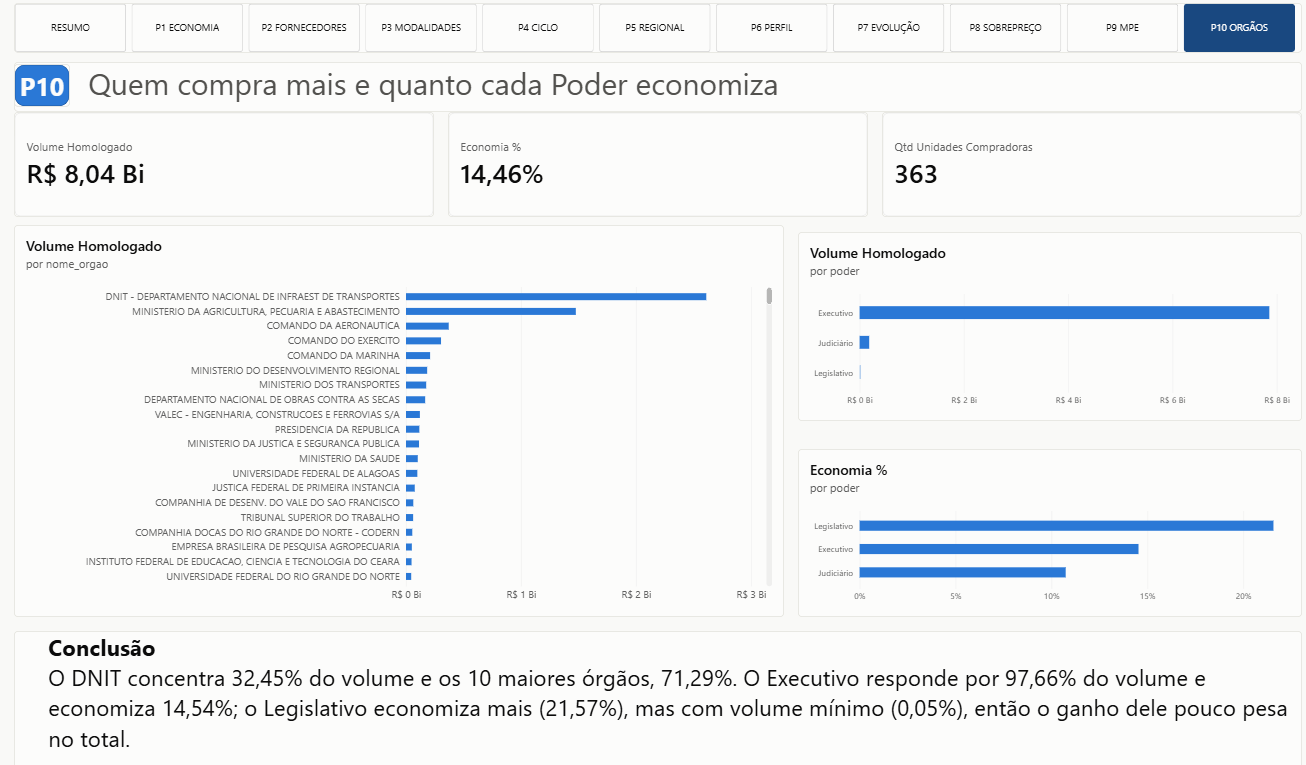 RESUMO
P1 ECONOMIA
P2 FORNECEDORES
P3 MODALIDADES
P4 CICLO
P5 REGIONAL
P6 PERFIL
P7 EVOLUÇÃO
P8 SOBREPREÇO
P9 MPE
P10 ORGÃOS
P10 Quem compra mais e quanto cada Poder economiza
Volume Homologado
R$ 8,04 Bi
Economia %
14,46%
Qtd Unidades Compradoras
363
Volume Homologado
por nome_orgao
DNIT - DEPARTAMENTO NACIONAL DE INFRAEST DE TRANSPORTES
MINISTERIO DA AGRICULTURA, PECUARIA E ABASTECIMENTO
COMANDO DA AERONAUTICA
COMANDO DO EXERCITO
COMANDO DA MARINHA
MINISTERIO DO DESENVOLVIMENTO REGIONAL
MINISTERIO DOS TRANSPORTES
DEPARTAMENTO NACIONAL DE OBRAS CONTRA AS SECAS
VALEC - ENGENHARIA, CONSTRUCOES E FERROVIAS S/A
PRESIDENCIA DA REPUBLICA
MINISTERIO DA JUSTICA E SEGURANCA PUBLICA
MINISTERIO DA SAUDE
UNIVERSIDADE FEDERAL DE ALAGOAS
JUSTICA FEDERAL DE PRIMEIRA INSTANCIA
COMPANHIA DE DESENV. DO VALE DO SAO FRANCISCO
TRIBUNAL SUPERIOR DO TRABALHO
COMPANHIA DOCAS DO RIO GRANDE DO NORTE - CODERN
EMPRESA BRASILEIRA DE PESQUISA AGROPECUARIA
INSTITUTO FEDERAL DE EDUCACAO, CIENCIA E TECNOLOGIA DO CEARA
UNIVERSIDADE FEDERAL DO RIO GRANDE DO NORTE
R$ 0 Bi R$ 1 Bi R$ 2 Bi R$ 3 Bi
Volume Homologado
por poder
Executivo
Judiciário
Legislativo
R$ 0 Bi R$ 2 Bi R$ 4 Bi R$ 6 Bi R$ 8 Bi
Economia %
por poder
Legislativo
Executivo
Judiciário
0% 5% 10% 15% 20%
Conclusão
O DNIT concentra 32,45% do volume e os 10 maiores órgãos, 71,29%. O Executivo responde por 97,66% do volume e
economiza 14,54%; o Legislativo economiza mais (21,57%), mas com volume mínimo (0,05%), então o ganho dele pouco pesa
no total.